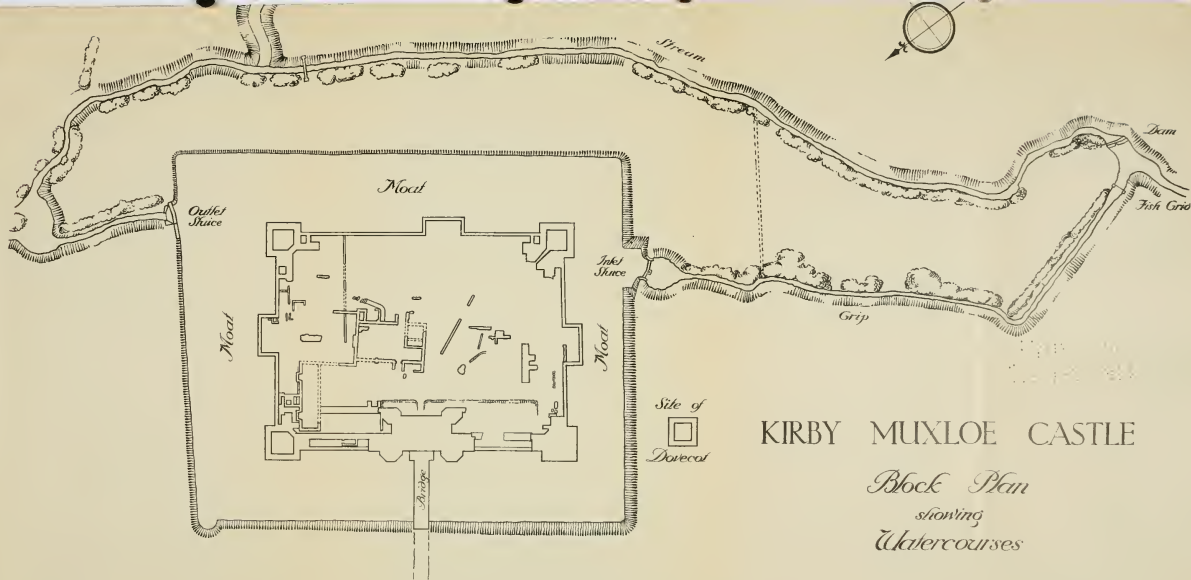 Stream
Dam
Fish Grid
Moat
Outlet
Sluice
Inlet
Sluice
Moat
Moat
Grip
Site of
Dovecot
Bridge
KIRBY MUXLOE CASTLE
Block Plan
showing
Watercourses